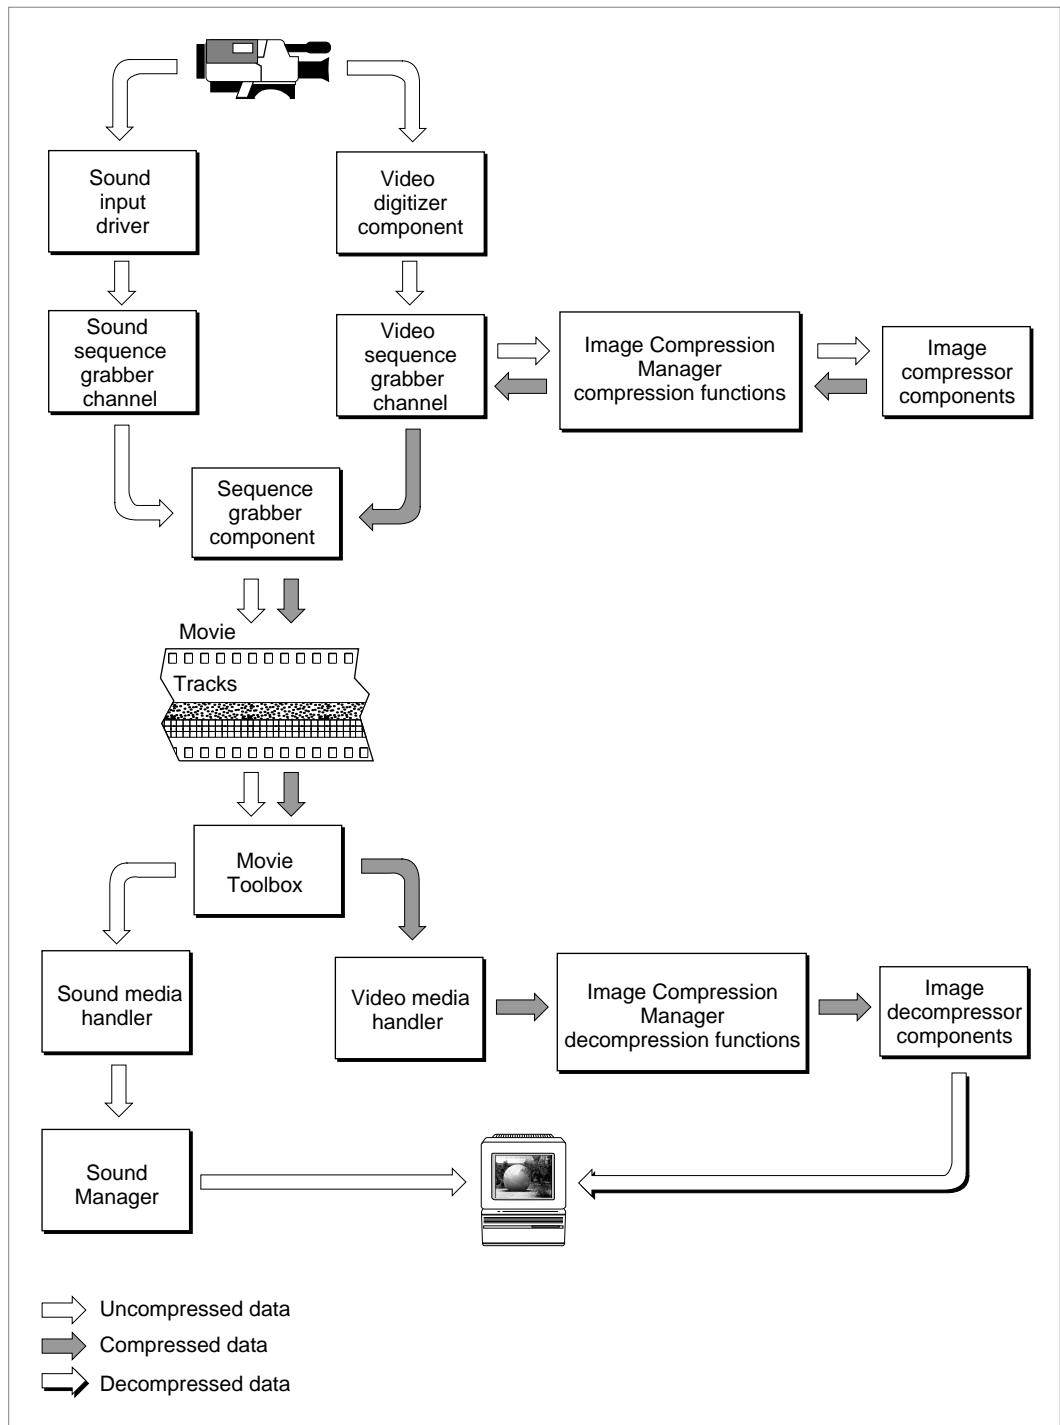 Sound
input
driver
Video
digitizer
component
Sound
sequence
grabber
channel
Video
sequence
grabber
channel
Image Compression
Manager
compression functions
Image
compressor
components
Sequence
grabber
component
Movie
Tracks
Movie
Toolbox
Sound media
handler
Video media
handler
Image Compression
Manager
decompression functions
Image
decompressor
components
Sound
Manager
Uncompressed data
Compressed data
Decompressed data